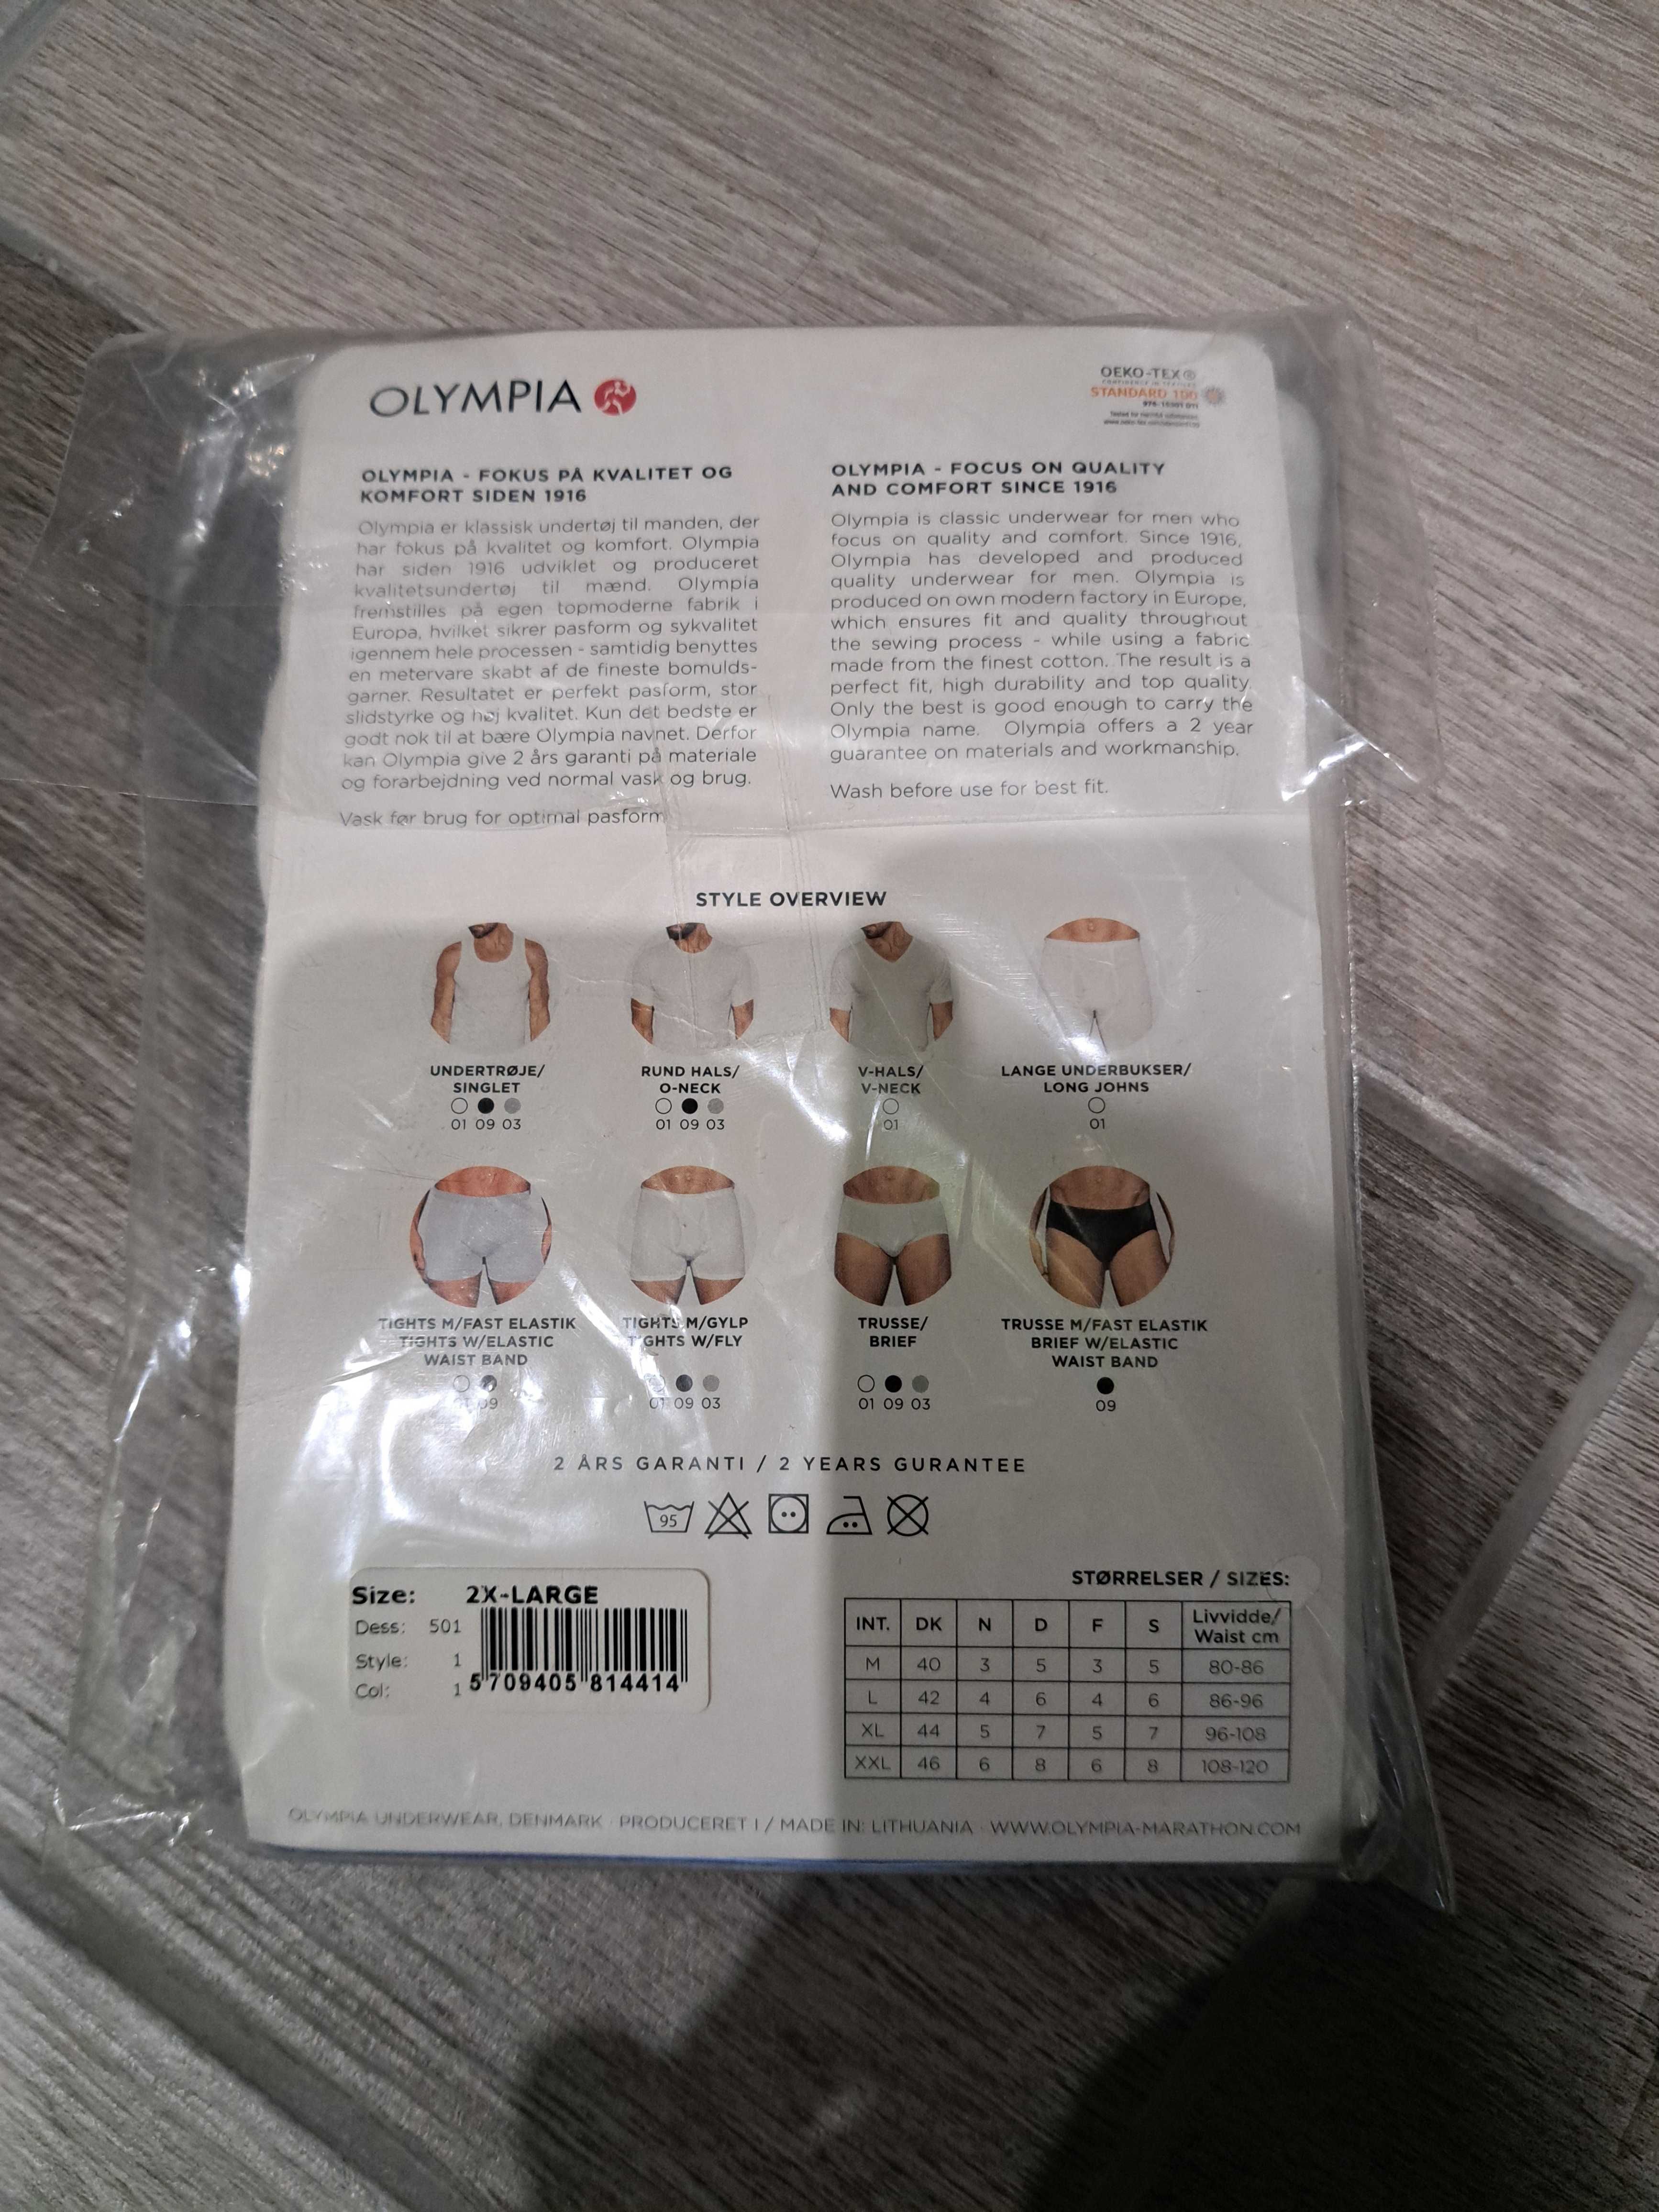 OLYMPIA
OEKO-TEX®
CONFIDENCE IN TEXTILES
STANDARD 100
Tested for harmful substances
OLYMPIA - FOKUS PÅ KVALITET OG
KOMFORT SIDEN 1916
Olympia er klassisk undertøj til manden, der
har fokus på kvalitet og komfort. Olympia
har siden 1916 udviklet og produceret
kvalitetsundertøj til mænd. Olympia
fremstilles på egen topmoderne fabrik i
Europa, hvilket sikrer pasform og sykvalitet
igennem hele processen - samtidig benyttes
en metervare skabt af de fineste bomulds-
garner. Resultatet er perfekt pasform, stor
slidstyrke og høj kvalitet. Kun det bedste er
godt nok til at bære Olympia navnet. Derfor
kan Olympia give 2 års garanti på materiale
og forarbejdning ved normal vask og brug.
Vask før brug for optimal pasform
OLYMPIA - FOCUS ON QUALITY
AND COMFORT SINCE 1916
Olympia is classic underwear for men who
focus on quality and comfort. Since 1916,
Olympia has developed and produced
quality underwear for men. Olympia is
produced on own modern factory in Europe,
which ensures fit and quality throughout
the sewing process - while using a fabric
made from the finest cotton. The result is a
perfect fit, high durability and top quality.
Only the best is good enough to carry the
Olympia name. Olympia offers a 2 year
guarantee on materials and workmanship.
Wash before use for best fit.
STYLE OVERVIEW
UNDERTRØJE/
SINGLET
01 09 03
RUND HALS/
O-NECK
01 09 03
V-HALS/
V-NECK
01
LANGE UNDERBUKSER/
LONG JOHNS
01
TIGHTS M/FAST ELASTIK
TIGHTS W/ELASTIC
WAIST BAND
01 09
TIGHTS M/GYLP
TIGHTS W/FLY
01 09 03
TRUSSE/
BRIEF
01 09 03
TRUSSE M/FAST ELASTIK
BRIEF W/ELASTIC
WAIST BAND
09
2 ÅRS GARANTI / 2 YEARS GURANTEE
95
Size: 2X-LARGE
Dess: 501
Style: 1
Col: 1
5 709405 814414
STØRRELSER / SIZES:
INT. DK N D F S Livvidde/
Waist cm
M 40 3 5 3 5 80-86
L 42 4 6 4 6 86-96
XL 44 5 7 5 7 96-108
XXL 46 6 8 6 8 108-120
OLYMPIA UNDERWEAR, DENMARK · PRODUCERET I / MADE IN: LITHUANIA · WWW.OLYMPIA-MARATHON.COM